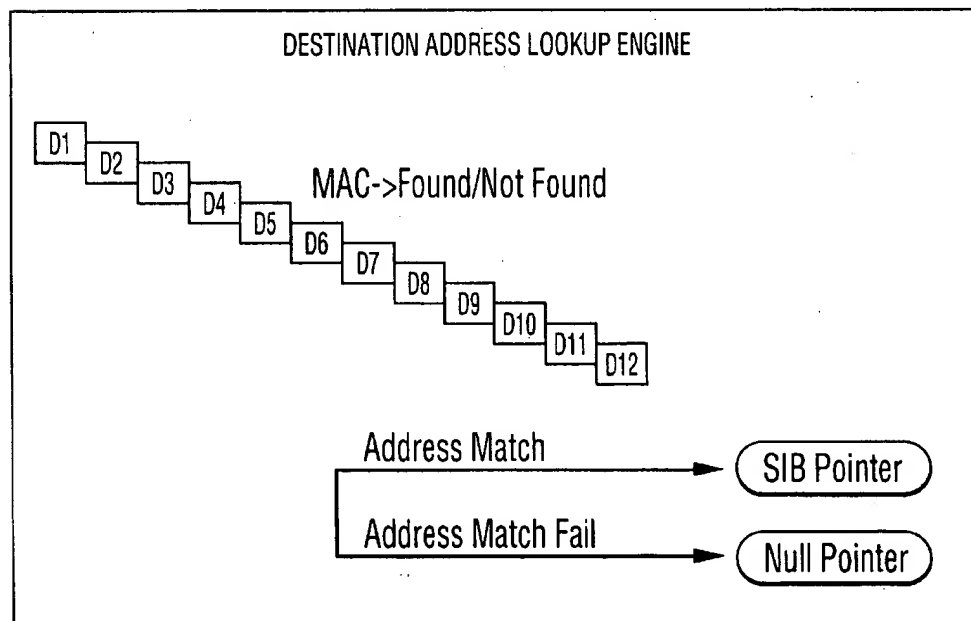 DESTINATION ADDRESS LOOKUP ENGINE
D1
D2
D3
D4
D5
D6
D7
D8
D9
D10
D11
D12
MAC->Found/Not Found
Address Match
SIB Pointer
Address Match Fail
Null Pointer